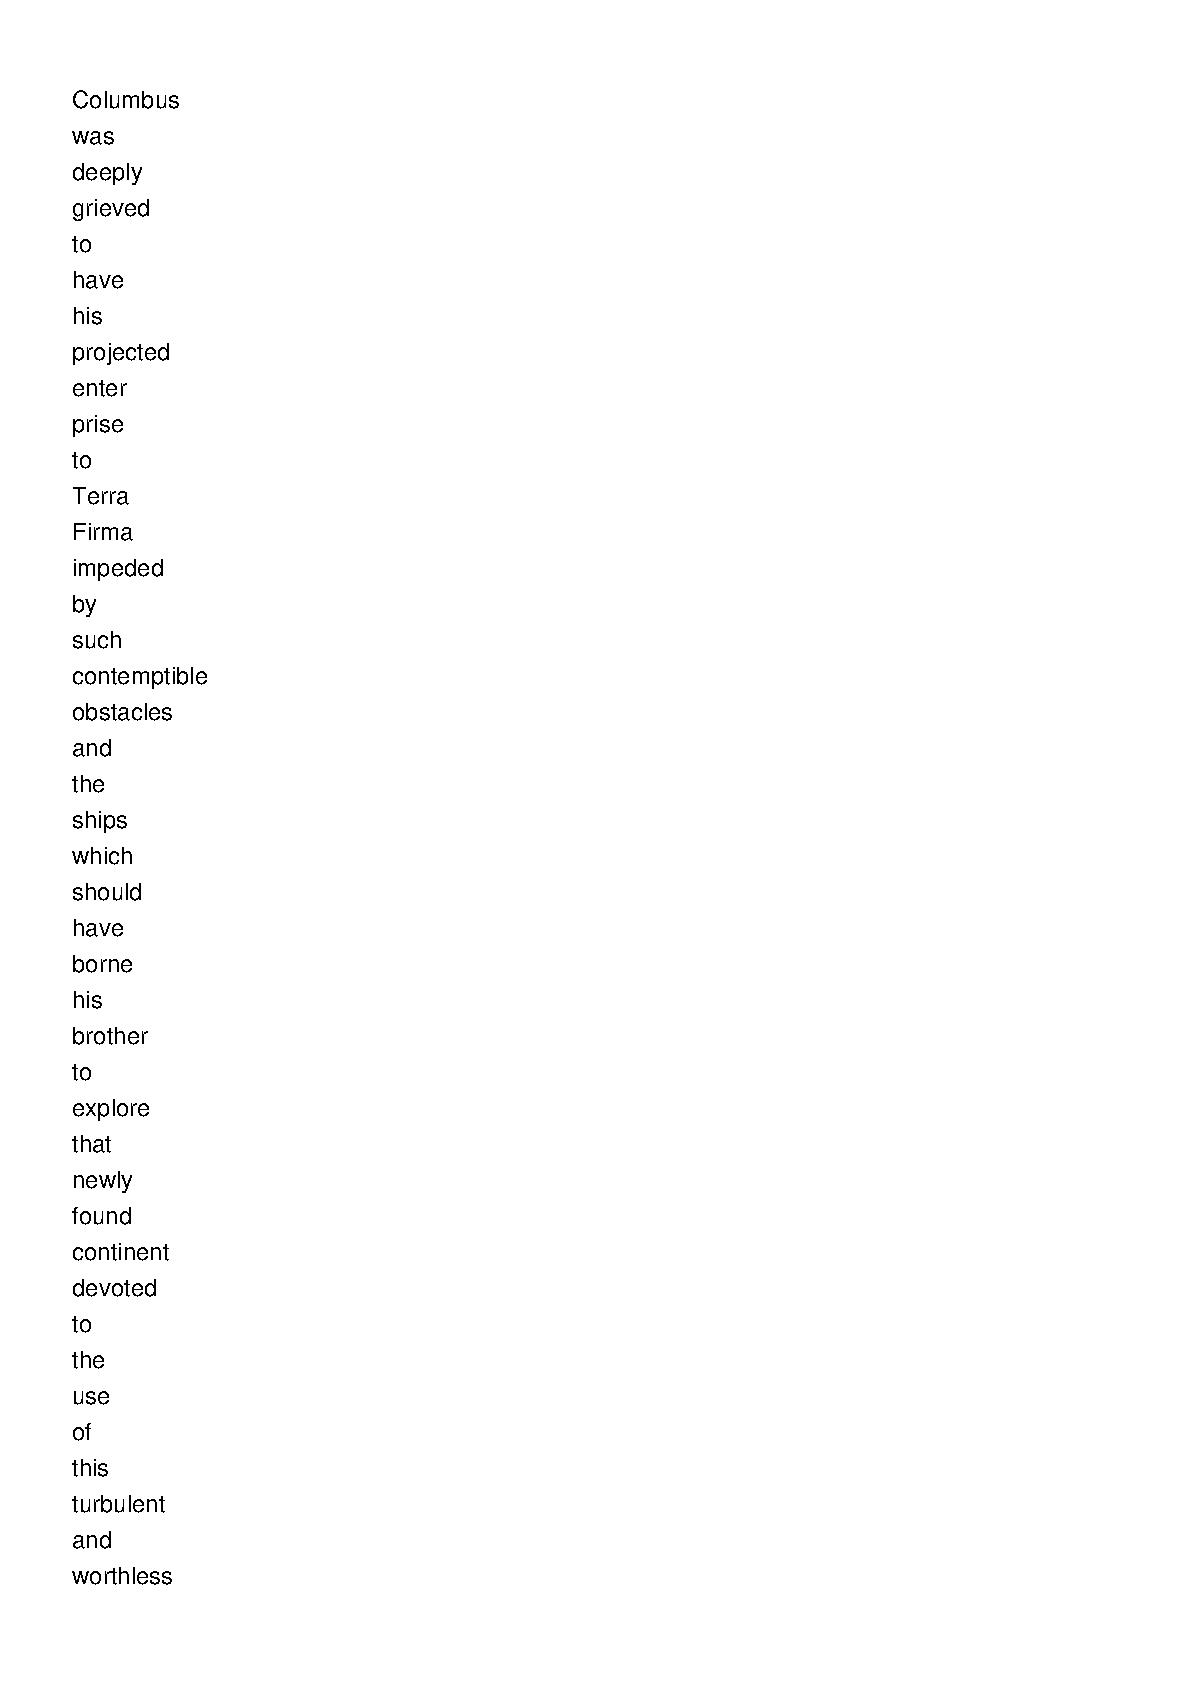 Columbus
was
deeply
grieved
to
have
his
projected
enter
prise
to
Terra
Firma
impeded
by
such
contemptible
obstacles
and
the
ships
which
should
have
borne
his
brother
to
explore
that
newly
found
continent
devoted
to
the
use
of
this
turbulent
and
worthless